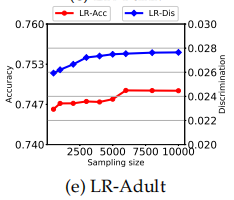 LR-Acc LR-Dis
0.760 0.030
0.028
0.753
0.026
0.024
0.747
0.022
0.740 0.020
Accuracy
Discrimination
2500 5000 7500 10000
Sampling size
(e) LR-Adult